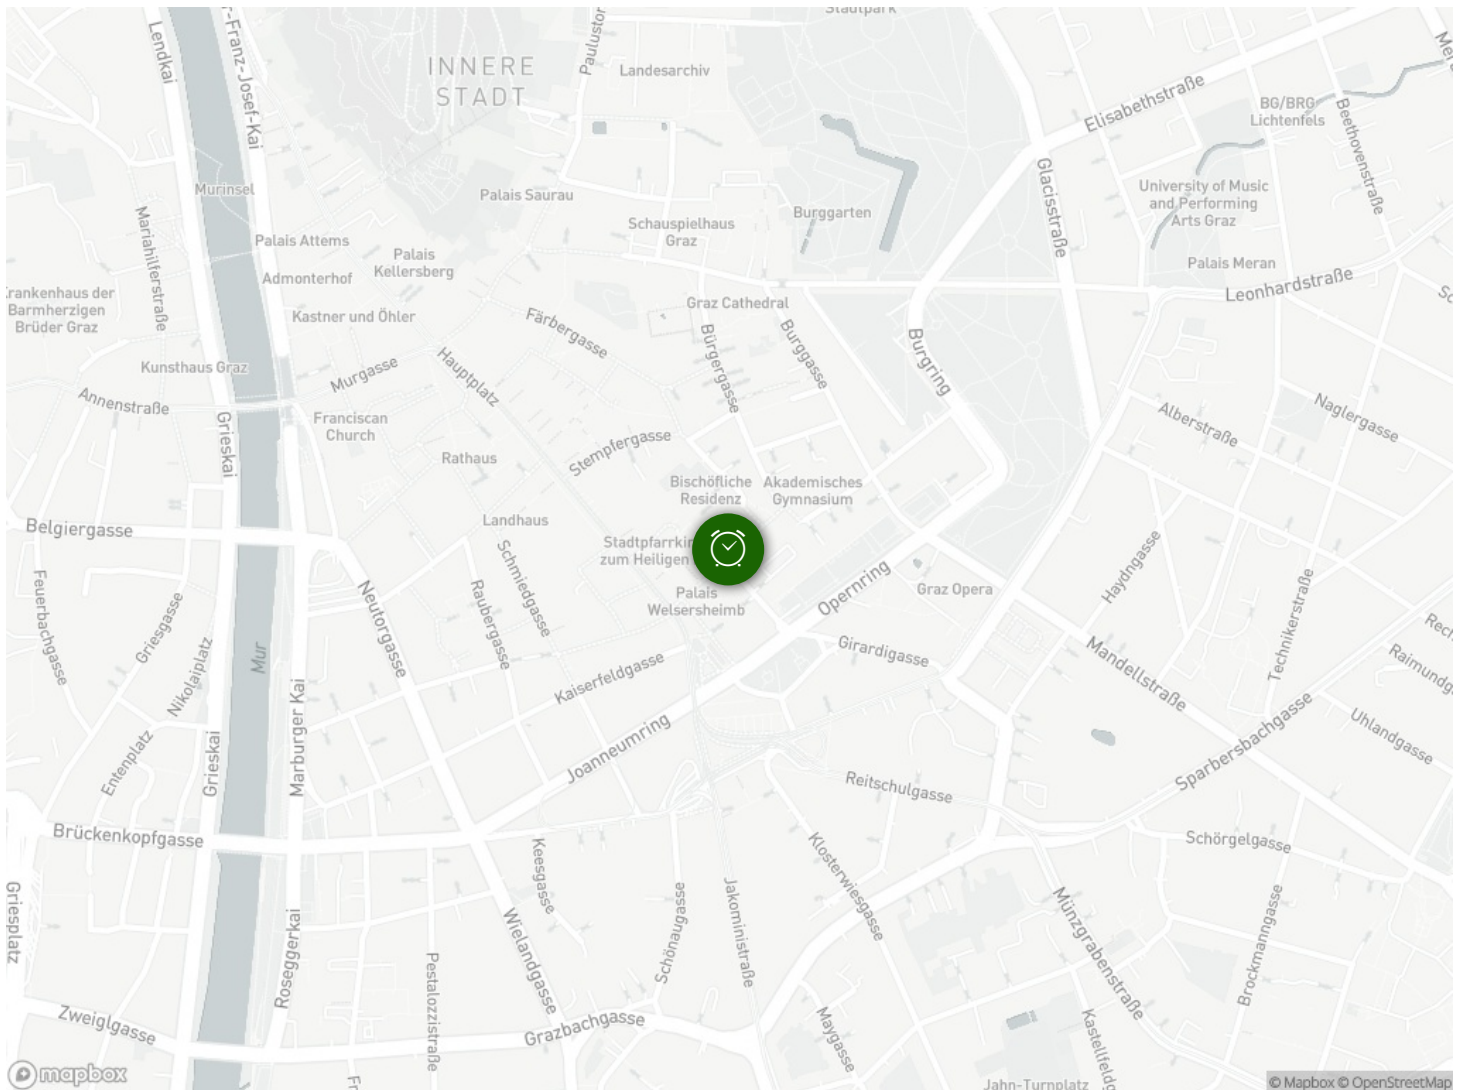 Stadtpark
Lendkai
-Franz-Josef-Kai
INNERE
STADT
Paulustor
Landesarchiv
Elisabethstraße
BG/BRG
Lichtenfels
Beethovenstraße
Murinsel
Mariahilferstraße
Palais Saurau
Schauspielhaus
Graz
Burggarten
Glacisstraße
University of Music
and Performing
Arts Graz
Palais Attems
Palais
Kellersberg
Admonterhof
Palais Meran
Leonhardstraße
Krankenhaus der
Barmherzigen
Brüder Graz
Kastner und Öhler
Färbergasse
Graz Cathedral
Bürgergasse
Burggasse
Burgring
Kunsthaus Graz
Murgasse
Hauptplatz
Annenstraße
Grieskai
Franciscan
Church
Stempfergasse
Alberstraße
Naglergasse
Rathaus
Bischöfliche
Residenz
Akademisches
Gymnasium
Belgiergasse
Landhaus
Schmiedgasse
Stadtpfarrki
zum Heiligen
Palais
Welsersheimb
Opernring
Graz Opera
Haydngasse
Technikerstraße
Feuerbachgasse
Griesgasse
Nikolaiplatz
Mur
Neutorgasse
Raubergasse
Kaiserfeldgasse
Girardigasse
Mandellstraße
Rech
Raimundg
Entenplatz
Grieskai
Marburger Kai
Joanneumring
Reitschulgasse
Sparbersbachgasse
Uhlandgasse
Brückenkopfgasse
Keesgasse
Klosterwiesgasse
Schörgelgasse
Griesplatz
Roseggerkai
Wielandgasse
Schönaugasse
Jakoministraße
Münzgrabenstraße
Brockmanngasse
Pestalozzistraße
Zweiglgasse
Grazbachgasse
Maygasse
Kastellfeldg
Fr
Jahn-Turnplatz
mapbox
© Mapbox © OpenStreetMap